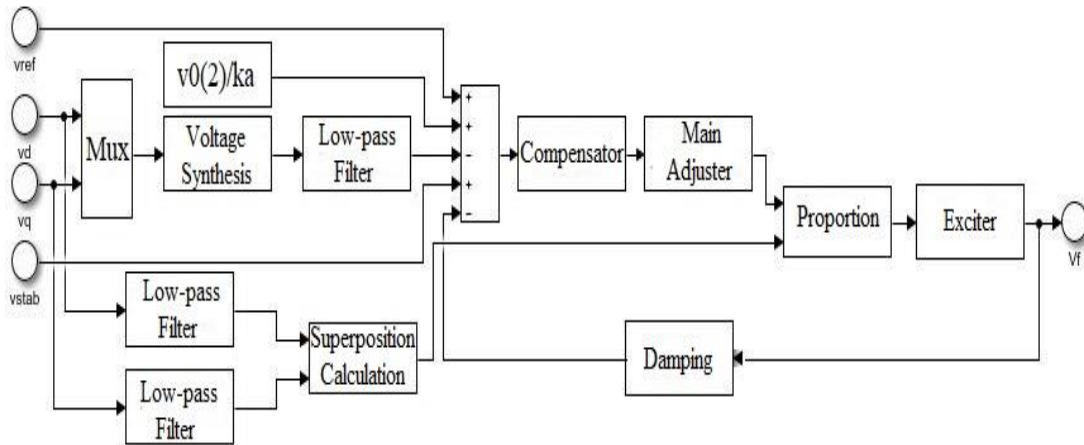 vref
vd
vq
vstab
v0(2)/ka
Mux
Voltage
Synthesis
Low-pass
Filter
+
+
−
+
−
Compensator
Main
Adjuster
Proportion
Exciter
Vf
Low-pass
Filter
Low-pass
Filter
Superposition
Calculation
Damping